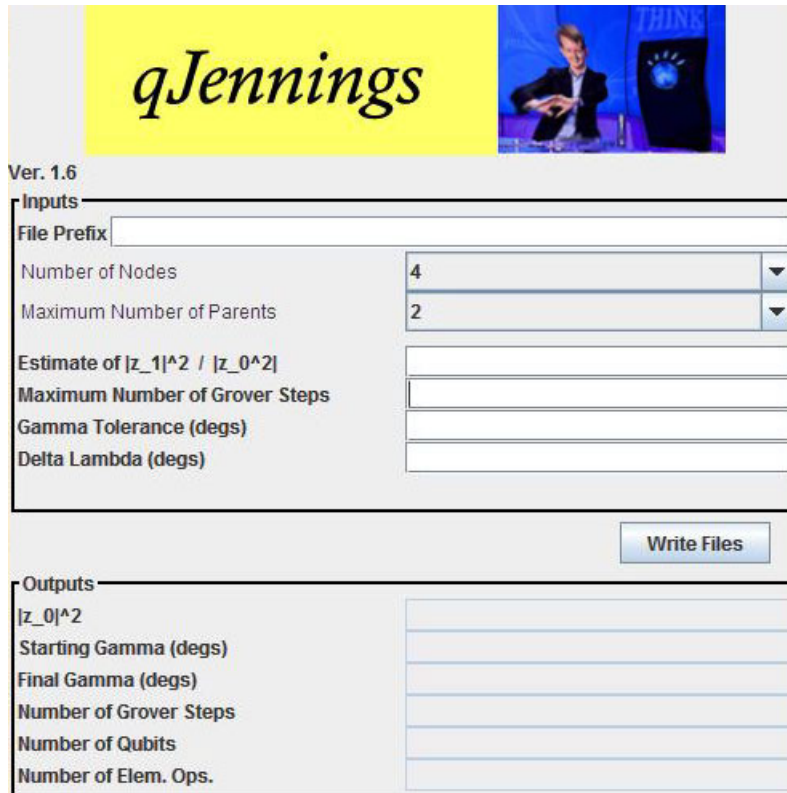 qJennings
THINK
Ver. 1.6
Inputs
File Prefix
Number of Nodes 4
Maximum Number of Parents 2
Estimate of |z_1|^2 / |z_0^2|
Maximum Number of Grover Steps
Gamma Tolerance (degs)
Delta Lambda (degs)
Write Files
Outputs
|z_0|^2
Starting Gamma (degs)
Final Gamma (degs)
Number of Grover Steps
Number of Qubits
Number of Elem. Ops.